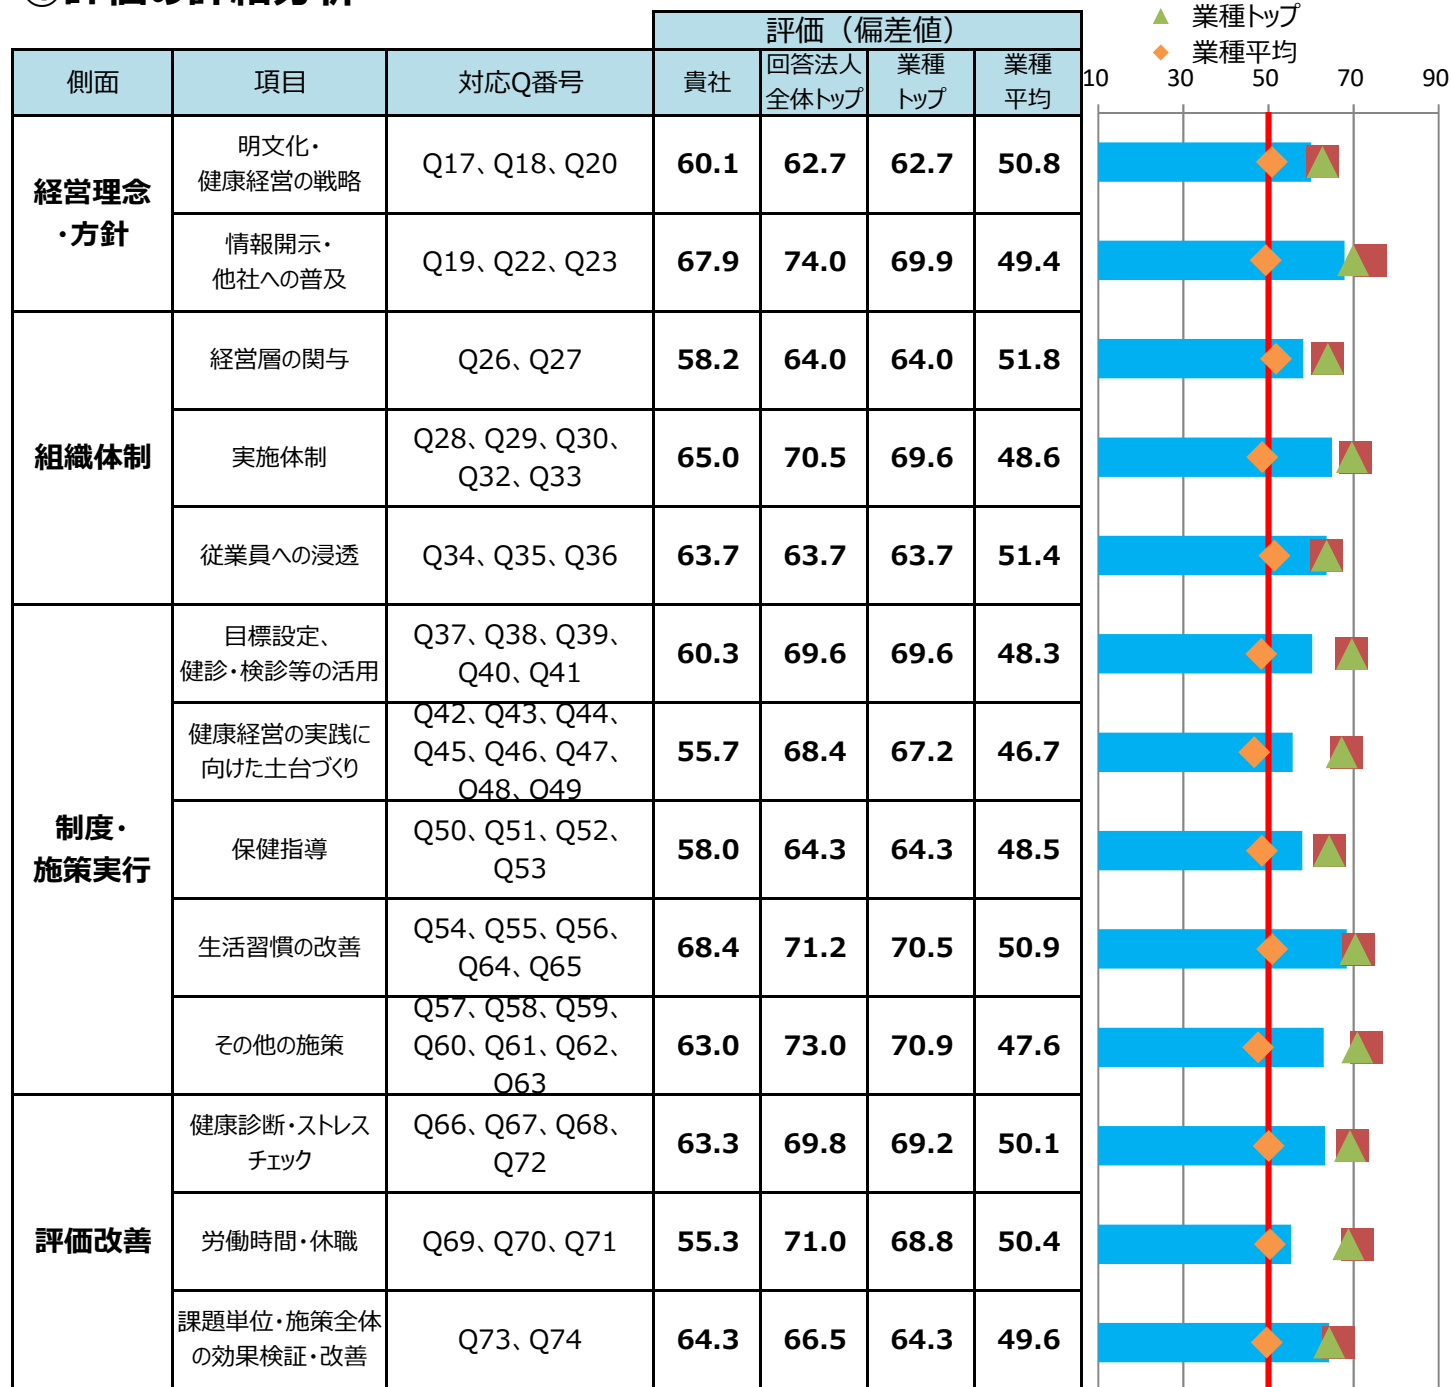 評価の詳細分析
業種トップ
業種平均
評価（偏差値）
側面 項目 対応Q番号 貴社 回答法人 業種 業種
全体トップ トップ 平均
10 30 50 70 90
経営理念
・方針
明文化・
健康経営の戦略
Q17、Q18、Q20 60.1 62.7 62.7 50.8
情報開示・
他社への普及
Q19、Q22、Q23 67.9 74.0 69.9 49.4
組織体制
経営層の関与 Q26、Q27 58.2 64.0 64.0 51.8
実施体制
Q28、Q29、Q30、
Q32、Q33
65.0 70.5 69.6 48.6
従業員への浸透 Q34、Q35、Q36 63.7 63.7 63.7 51.4
制度・
施策実行
目標設定、
健診・検診等の活用
Q37、Q38、Q39、
Q40、Q41
60.3 69.6 69.6 48.3
健康経営の実践に
向けた土台づくり
Q42、Q43、Q44、
Q45、Q46、Q47、
Q48、Q49
55.7 68.4 67.2 46.7
保健指導
Q50、Q51、Q52、
Q53
58.0 64.3 64.3 48.5
生活習慣の改善
Q54、Q55、Q56、
Q64、Q65
68.4 71.2 70.5 50.9
その他の施策
Q57、Q58、Q59、
Q60、Q61、Q62、
Q63
63.0 73.0 70.9 47.6
評価改善
健康診断・ストレス
チェック
Q66、Q67、Q68、
Q72
63.3 69.8 69.2 50.1
労働時間・休職 Q69、Q70、Q71 55.3 71.0 68.8 50.4
課題単位・施策全体
の効果検証・改善
Q73、Q74 64.3 66.5 64.3 49.6